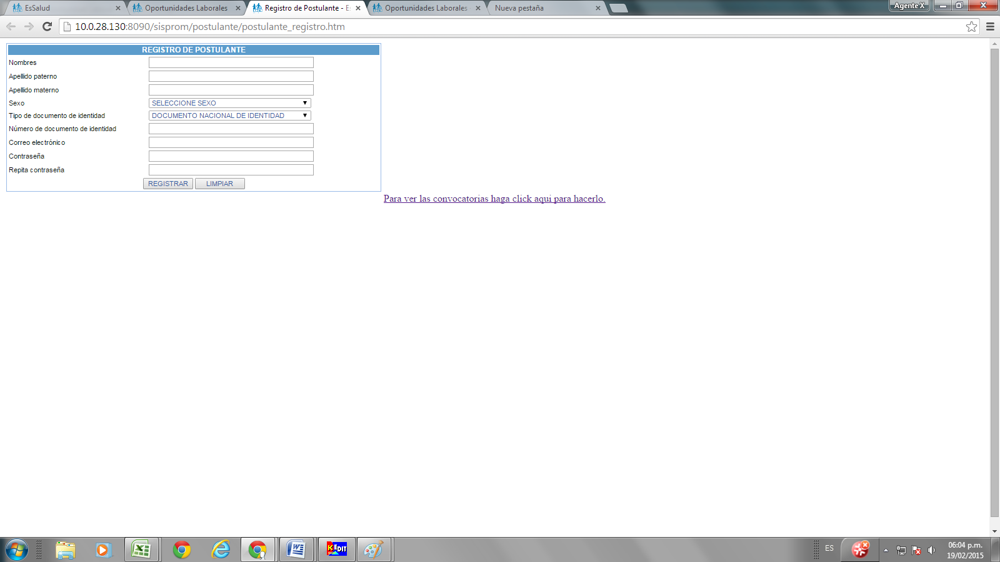 EsSalud
Oportunidades Laborales
Registro de Postulante - Es
Oportunidades Laborales
Nueva pestaña
Agente X
10.0.28.130:8090/sisprom/postulante/postulante_registro.htm
REGISTRO DE POSTULANTE
Nombres
Apellido paterno
Apellido materno
Sexo SELECCIONE SEXO
Tipo de documento de identidad DOCUMENTO NACIONAL DE IDENTIDAD
Número de documento de identidad
Correo electrónico
Contraseña
Repita contraseña
REGISTRAR LIMPIAR
Para ver las convocatorias haga click aqui para hacerlo.
KEDIT
ES
06:04 p.m.
19/02/2015